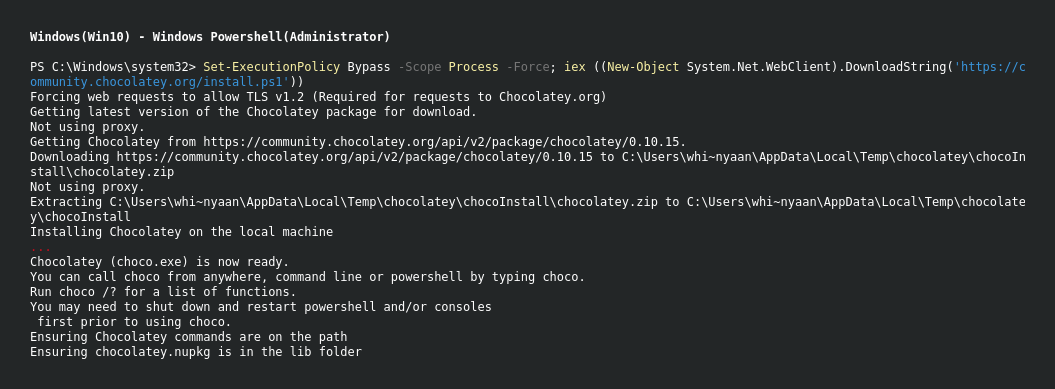 Windows(Win10) - Windows Powershell(Administrator)
PS C:\Windows\system32> Set-ExecutionPolicy Bypass -Scope Process -Force; iex ((New-Object System.Net.WebClient).DownloadString('https://c
ommunity.chocolatey.org/install.ps1'))
Forcing web requests to allow TLS v1.2 (Required for requests to Chocolatey.org)
Getting latest version of the Chocolatey package for download.
Not using proxy.
Getting Chocolatey from https://community.chocolatey.org/api/v2/package/chocolatey/0.10.15.
Downloading https://community.chocolatey.org/api/v2/package/chocolatey/0.10.15 to C:\Users\whi~nyaan\AppData\Local\Temp\chocolatey\chocoIn
stall\chocolatey.zip
Not using proxy.
Extracting C:\Users\whi~nyaan\AppData\Local\Temp\chocolatey\chocoInstall\chocolatey.zip to C:\Users\whi~nyaan\AppData\Local\Temp\chocolate
y\chocoInstall
Installing Chocolatey on the local machine
...
Chocolatey (choco.exe) is now ready.
You can call choco from anywhere, command line or powershell by typing choco.
Run choco /? for a list of functions.
You may need to shut down and restart powershell and/or consoles
 first prior to using choco.
Ensuring Chocolatey commands are on the path
Ensuring chocolatey.nupkg is in the lib folder